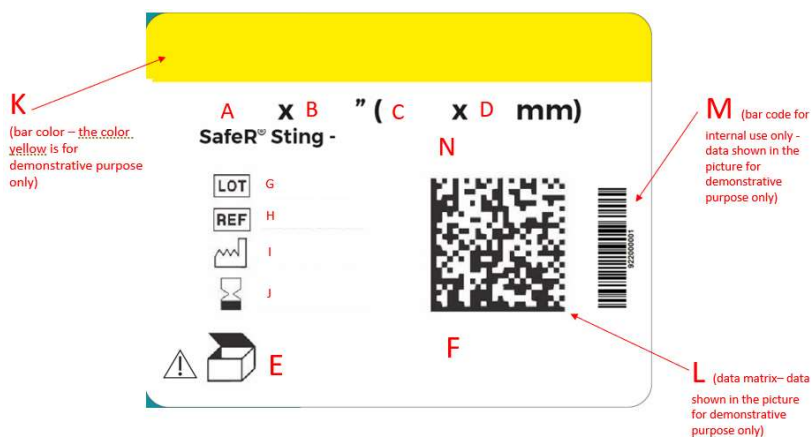 K
(bar color – the color
yellow is for
demonstrative purpose
only)
A x B " ( C x D mm)
SafeR® Sting -
N
LOT G
REF H
I
J
E
F
922000001
M (bar code for
internal use only -
data shown in the
picture for
demonstrative
purpose only)
L (data matrix– data
shown in the picture
for demonstrative
purpose only)